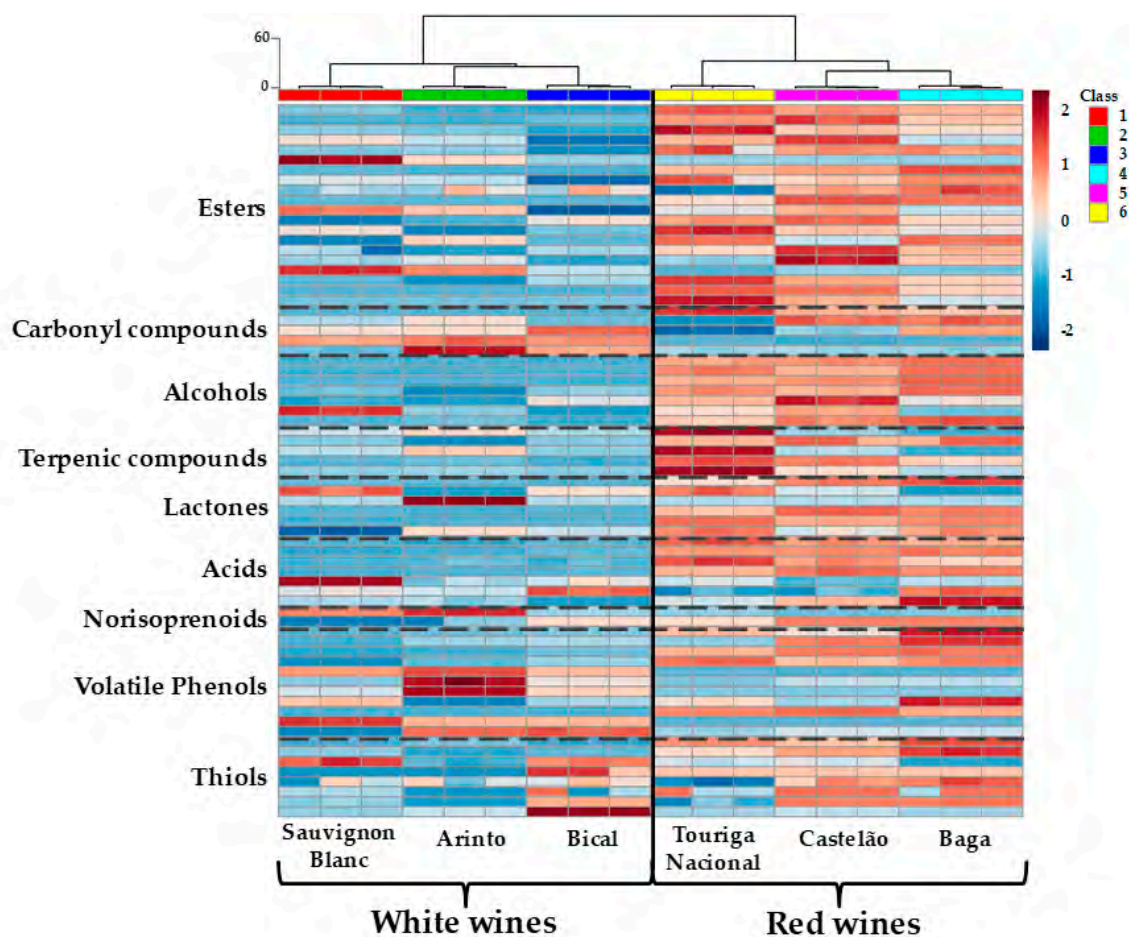 60
0
Class
1
2
3
4
5
6
2
1
0
-1
-2
Esters
Carbonyl compounds
Alcohols
Terpenic compounds
Lactones
Acids
Norisoprenoids
Volatile Phenols
Thiols
Sauvignon
Blanc
Arinto
Bical
Touriga
Nacional
Castelão
Baga
White wines
Red wines